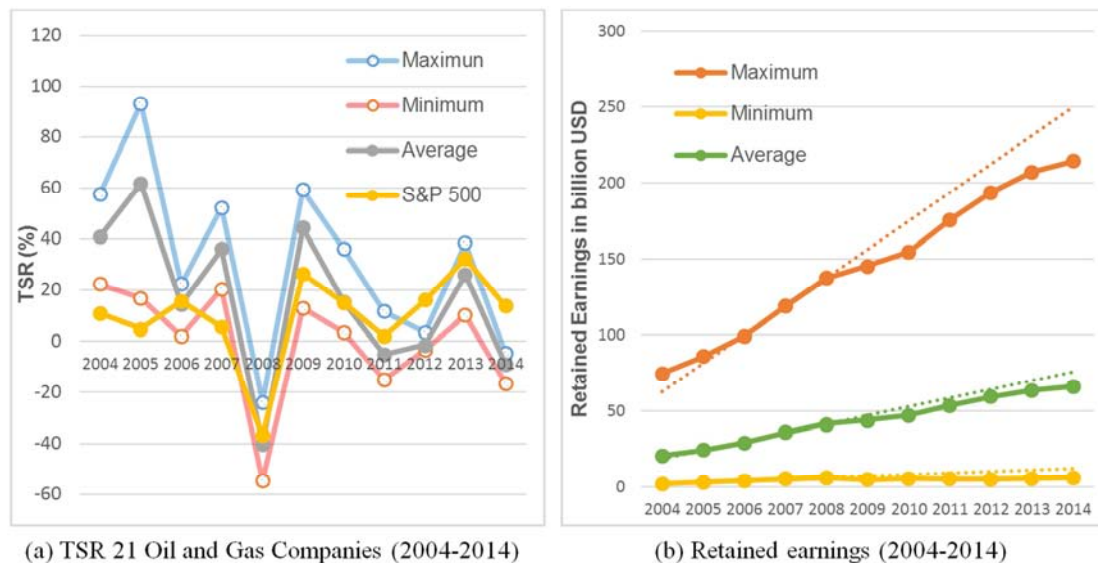 120
100
80
60
40
20
0
-20
-40
-60
TSR (%)
Maximun
Minimum
Average
S&P 500
2004 2005 2006 2007 2008 2009 2010 2011 2012 2013 2014
(a) TSR 21 Oil and Gas Companies (2004-2014)
300
250
200
150
100
50
0
Retained Earnings in billion USD
Maximum
Minimum
Average
2004 2005 2006 2007 2008 2009 2010 2011 2012 2013 2014
(b) Retained earnings (2004-2014)